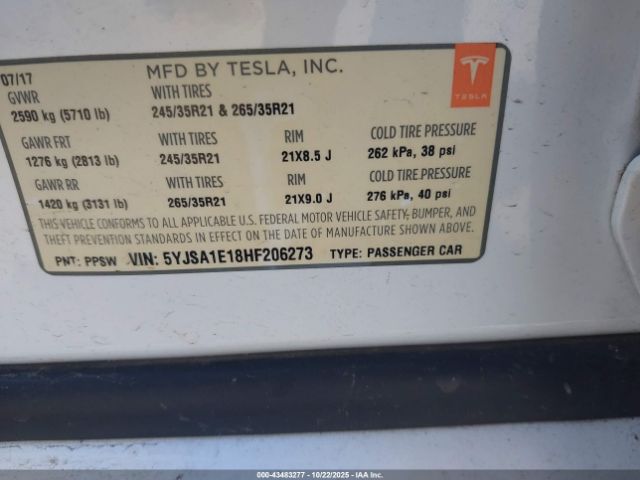 07/17 MFD BY TESLA, INC.
GVWR WITH TIRES
2590 kg (5710 lb) 245/35R21 & 265/35R21
TESLA
GAWR FRT WITH TIRES RIM COLD TIRE PRESSURE
1276 kg (2813 lb) 245/35R21 21X8.5 J 262 kPa, 38 psi
GAWR RR WITH TIRES RIM COLD TIRE PRESSURE
1420 kg (3131 lb) 265/35R21 21X9.0 J 276 kPa, 40 psi
THIS VEHICLE CONFORMS TO ALL APPLICABLE U.S. FEDERAL MOTOR VEHICLE SAFETY, BUMPER, AND
THEFT PREVENTION STANDARDS IN EFFECT ON THE DATE OF MANUFACTURE SHOWN ABOVE.
PNT: PPSW VIN: 5YJSA1E18HF206273 TYPE: PASSENGER CAR
000-43483277 - 10/22/2025 - IAA Inc.